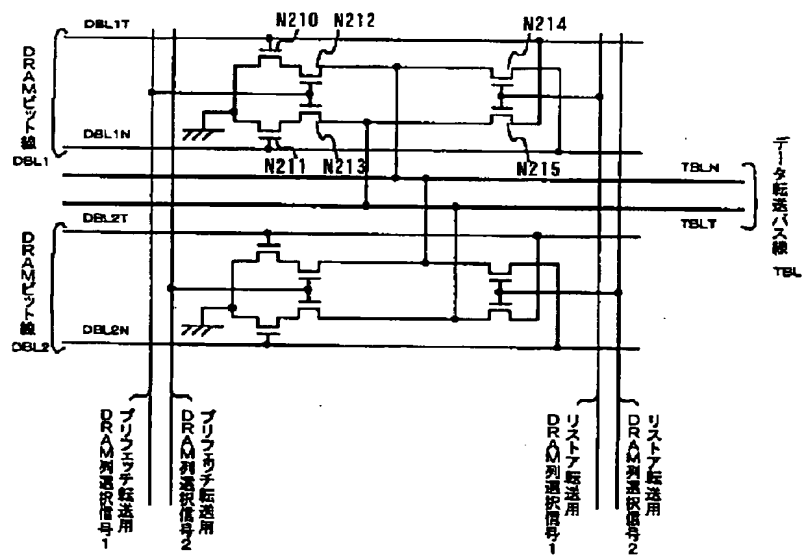 DBL1T
N210
N212
N214
DRAMビット線
DBL1
DBL1N
N211
N213
N215
TBLN
TBLT
データ転送バス線
TBL
DBL2T
DRAMビット線
DBL2
DBL2N
プリフェッチ転送用
DRAM列選択信号1
プリフェッチ転送用
DRAM列選択信号2
リストア転送用
DRAM列選択信号1
リストア転送用
DRAM列選択信号2